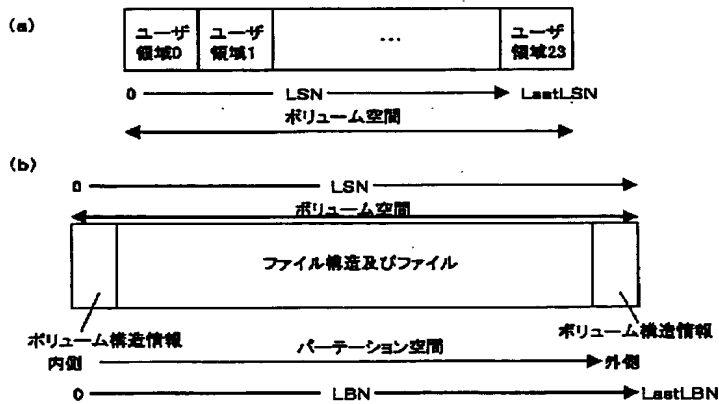 (a)
ユーザ
領域0
ユーザ
領域1
...
ユーザ
領域23
0 LSN LastLSN
ボリューム空間
(b)
0 LSN
ボリューム空間
ファイル構造及びファイル
ボリューム構造情報 ボリューム構造情報
内側 パーテーション空間 外側
0 LBN LastLBN